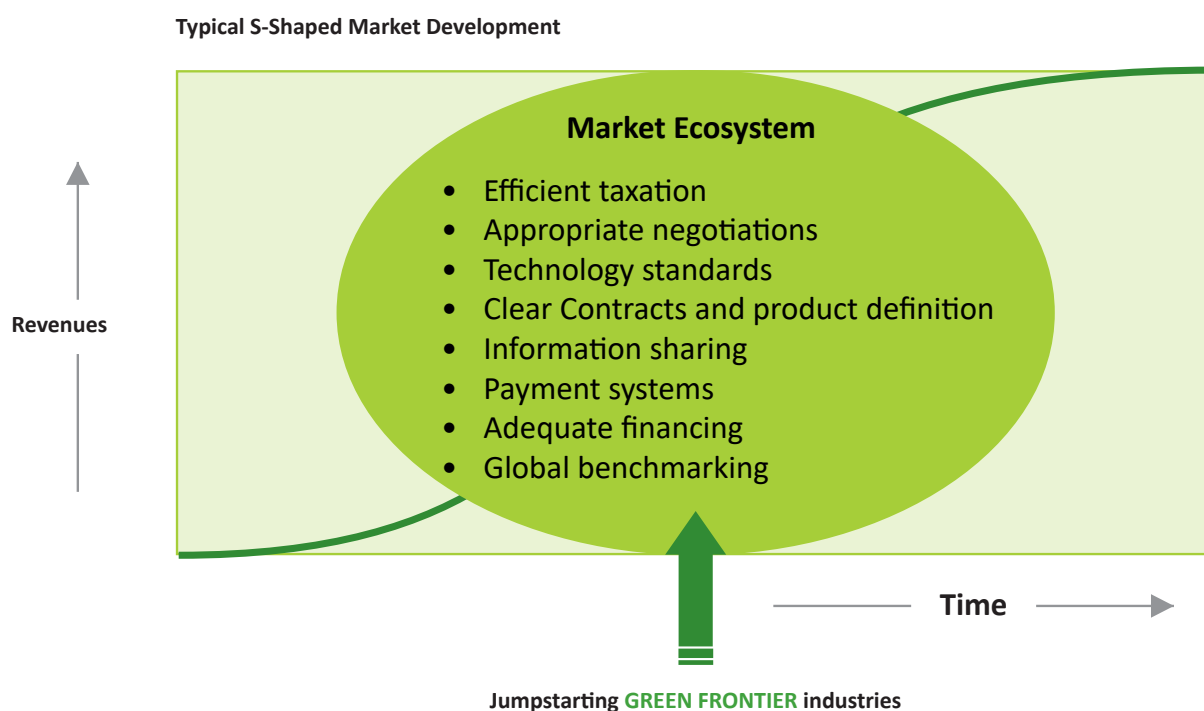 Typical S-Shaped Market Development
Market Ecosystem
• Efficient taxation
• Appropriate negotiations
• Technology standards
• Clear Contracts and product definition
• Information sharing
• Payment systems
• Adequate financing
• Global benchmarking
Revenues
Time
Jumpstarting GREEN FRONTIER industries